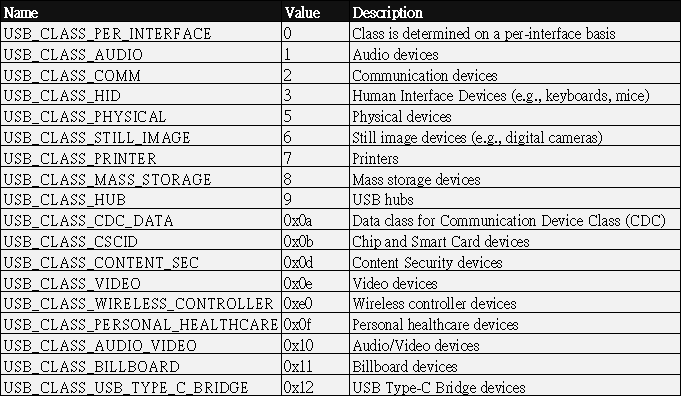 Name Value Description
USB_CLASS_PER_INTERFACE 0 Class is determined on a per-interface basis
USB_CLASS_AUDIO 1 Audio devices
USB_CLASS_COMM 2 Communication devices
USB_CLASS_HID 3 Human Interface Devices (e.g., keyboards, mice)
USB_CLASS_PHYSICAL 5 Physical devices
USB_CLASS_STILL_IMAGE 6 Still image devices (e.g., digital cameras)
USB_CLASS_PRINTER 7 Printers
USB_CLASS_MASS_STORAGE 8 Mass storage devices
USB_CLASS_HUB 9 USB hubs
USB_CLASS_CDC_DATA 0x0a Data class for Communication Device Class (CDC)
USB_CLASS_CSCID 0x0b Chip and Smart Card devices
USB_CLASS_CONTENT_SEC 0x0d Content Security devices
USB_CLASS_VIDEO 0x0e Video devices
USB_CLASS_WIRELESS_CONTROLLER 0xe0 Wireless controller devices
USB_CLASS_PERSONAL_HEALTHCARE 0x0f Personal healthcare devices
USB_CLASS_AUDIO_VIDEO 0x10 Audio/Video devices
USB_CLASS_BILLBOARD 0x11 Billboard devices
USB_CLASS_USB_TYPE_C_BRIDGE 0x12 USB Type-C Bridge devices